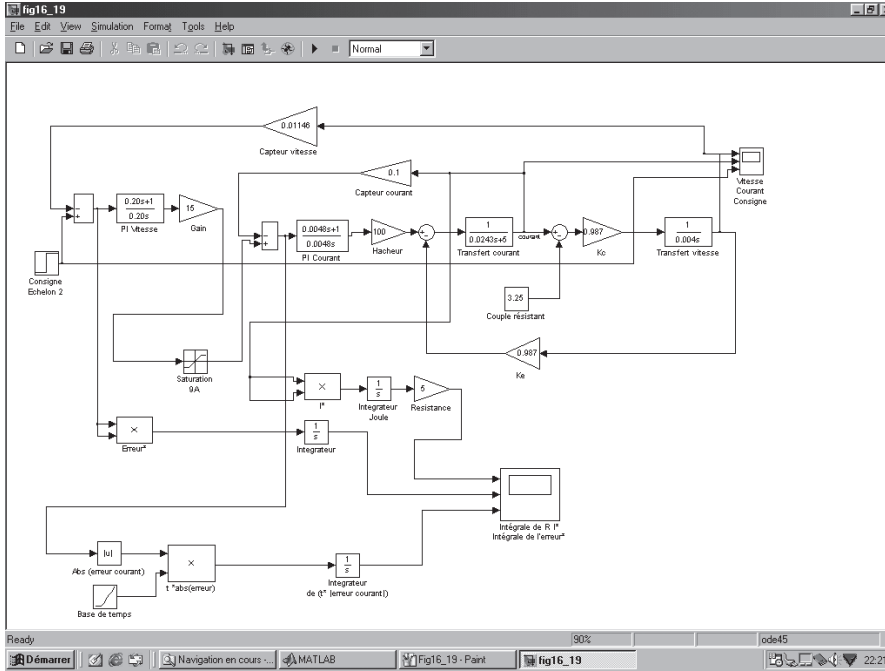 fig16_19
File Edit View Simulation Format Tools Help
Normal
0.01146
Capteur vitesse
0.1
Capteur courant
Vitesse
Courant
Consigne
0.20s+1
0.20s
PI Vitesse
15
Gain
0.0048s+1
0.0048s
PI Courant
100
Hacheur
1
0.0243s+5
Transfert courant
courant
0.987
Kc
1
0.004s
Transfert vitesse
Consigne
Echelon 2
3.25
Couple résistant
0.987
Ke
Saturation
9A
×
I²
1
s
Integrateur
Joule
5
Resistance
×
Erreur²
1
s
Integrateur
Intégrale de R I²
Intégrale de l'erreur²
|u|
Abs (erreur courant)
×
t *abs(erreur)
1
s
Integrateur
de (t* |erreur courant|)
Base de temps
Ready 90% ode45
Démarrer Navigation en cours -... MATLAB Fig16_19 - Paint fig16_19